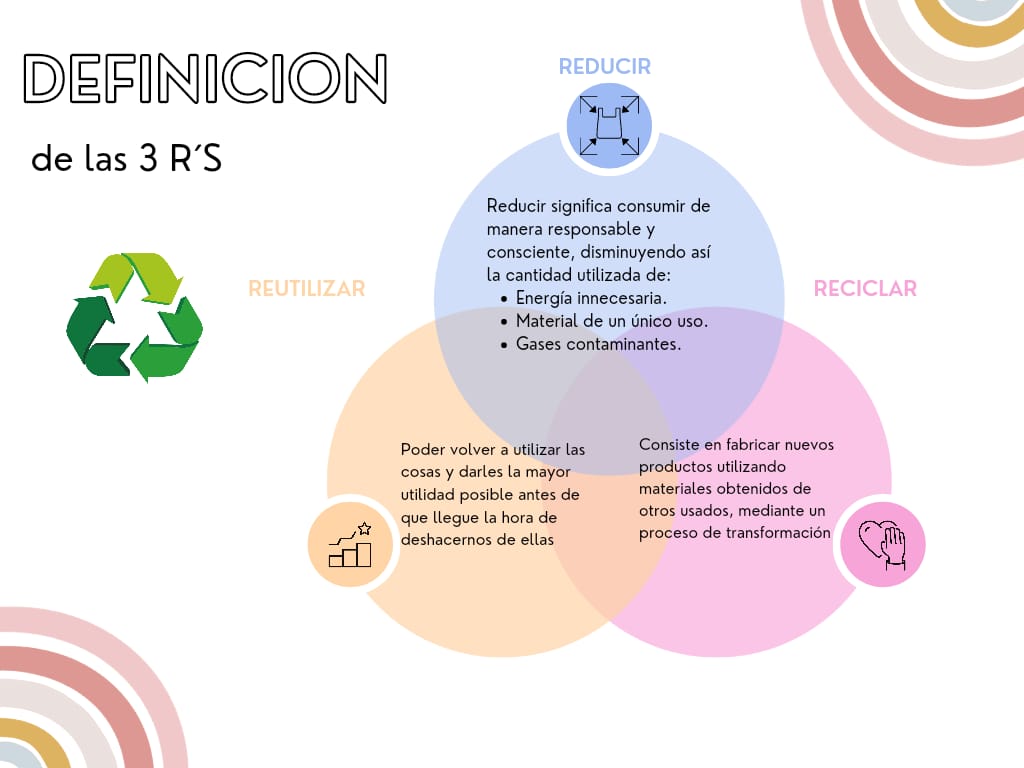 DEFINICION
de las 3 R´S
REDUCIR
Reducir significa consumir de
manera responsable y
consciente, disminuyendo así
la cantidad utilizada de:
• Energía innecesaria.
• Material de un único uso.
• Gases contaminantes.
REUTILIZAR
Poder volver a utilizar las
cosas y darles la mayor
utilidad posible antes de
que llegue la hora de
deshacernos de ellas
RECICLAR
Consiste en fabricar nuevos
productos utilizando
materiales obtenidos de
otros usados, mediante un
proceso de transformación